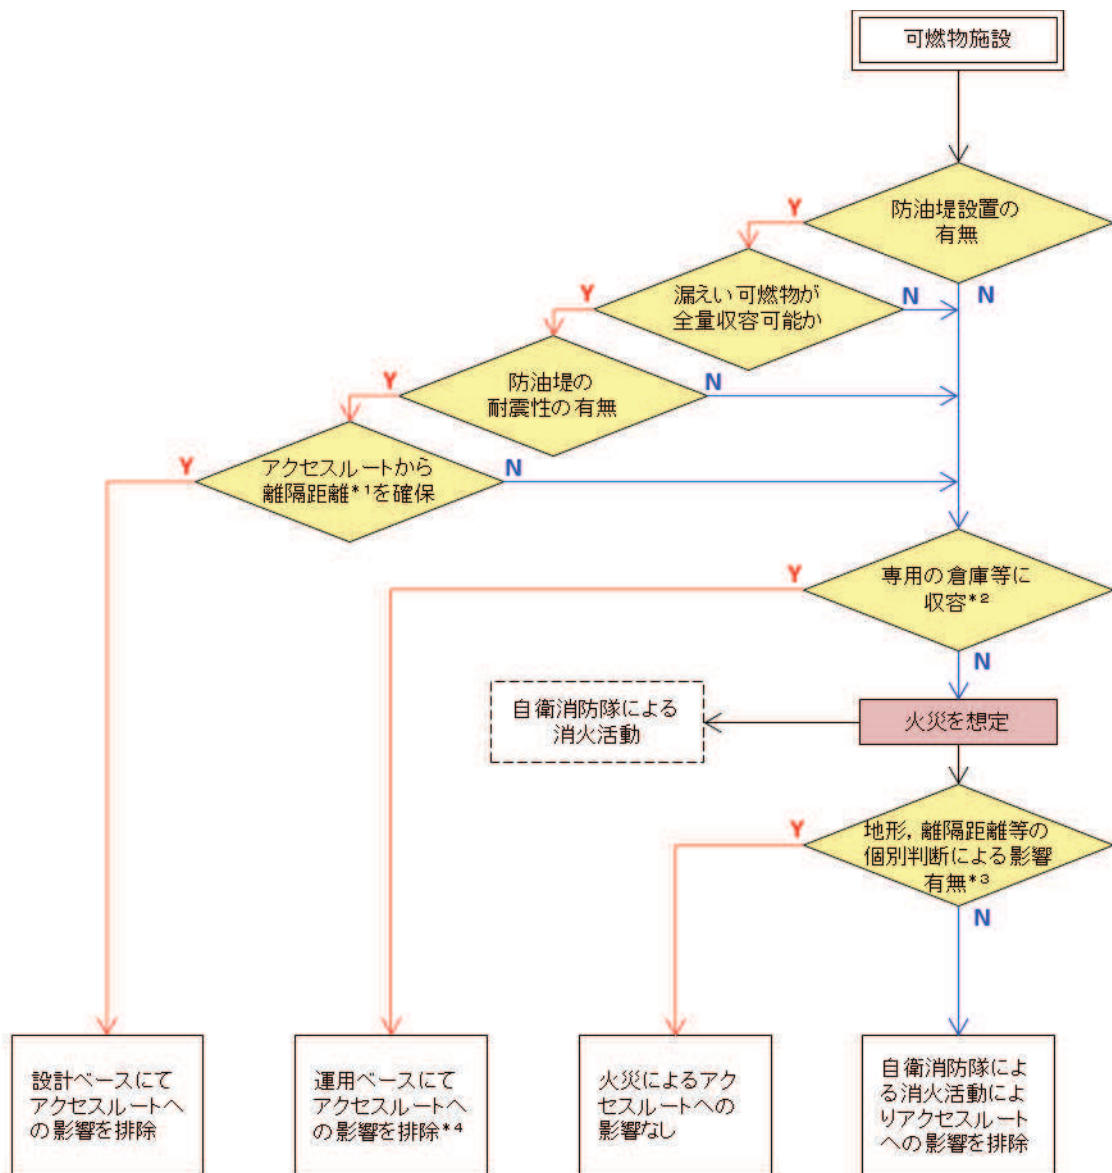 可燃物施設
防油堤設置の
有無
Y
N
漏えい可燃物が
全量収容可能か
Y
N
防油堤の
耐震性の有無
Y
N
アクセスルートから
離隔距離*1を確保
Y
N
専用の倉庫等に
収容*2
Y
N
火災を想定
自衛消防隊による
消火活動
地形,離隔距離等の
個別判断による影響
有無*3
Y
N
設計ベースにて
アクセスルートへ
の影響を排除
運用ベースにて
アクセスルートへ
の影響を排除*4
火災によるアク
セスルートへの
影響なし
自衛消防隊によ
る消火活動によ
りアクセスルート
への影響を排除